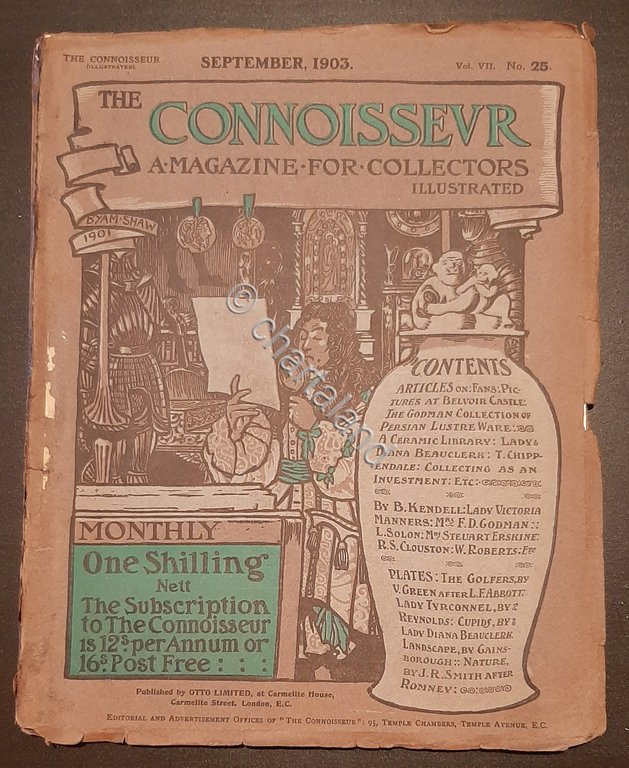 THE CONNOISSEUR
(ILLUSTRATED).
SEPTEMBER, 1903.
Vol. VII. No. 25.
THE CONNOISSEVR
A·MAGAZINE·FOR·COLLECTORS
ILLUSTRATED
BYAM·SHAW
1901
© chartaland
CONTENTS
ARTICLES ON: FANS: PIC-
TURES AT BELVOIR CASTLE:
THE GODMAN COLLECTION OF
PERSIAN LUSTRE WARE: ::
A CERAMIC LIBRARY: LADY
DIANA BEAUCLERK: T. CHIPP-
ENDALE: COLLECTING AS AN
INVESTMENT: ETC:
BY B. KENDELL: LADY VICTORIA
MANNERS: Mrs F. D. GODMAN ::
L. SOLON: Mrs STEUART ERSKINE:
R. S. CLOUSTON: W. ROBERTS: Etc
PLATES: THE GOLFERS, BY
V. GREEN AFTER L. F. ABBOTT:
LADY TYRCONNEL, BY
REYNOLDS: CUPIDS, BY
LADY DIANA BEAUCLERK.
LANDSCAPE, BY GAINS-
BOROUGH :: NATURE,
BY J. R. SMITH AFTER
ROMNEY:
MONTHLY
One Shilling
Nett
The Subscription
to The Connoisseur
is 12s. per Annum or
16s. Post Free : : :
Published by OTTO LIMITED, at Carmelite House,
Carmelite Street, London, E.C.
EDITORIAL AND ADVERTISEMENT OFFICES OF "THE CONNOISSEUR": 95, TEMPLE CHAMBERS, TEMPLE AVENUE, E.C.